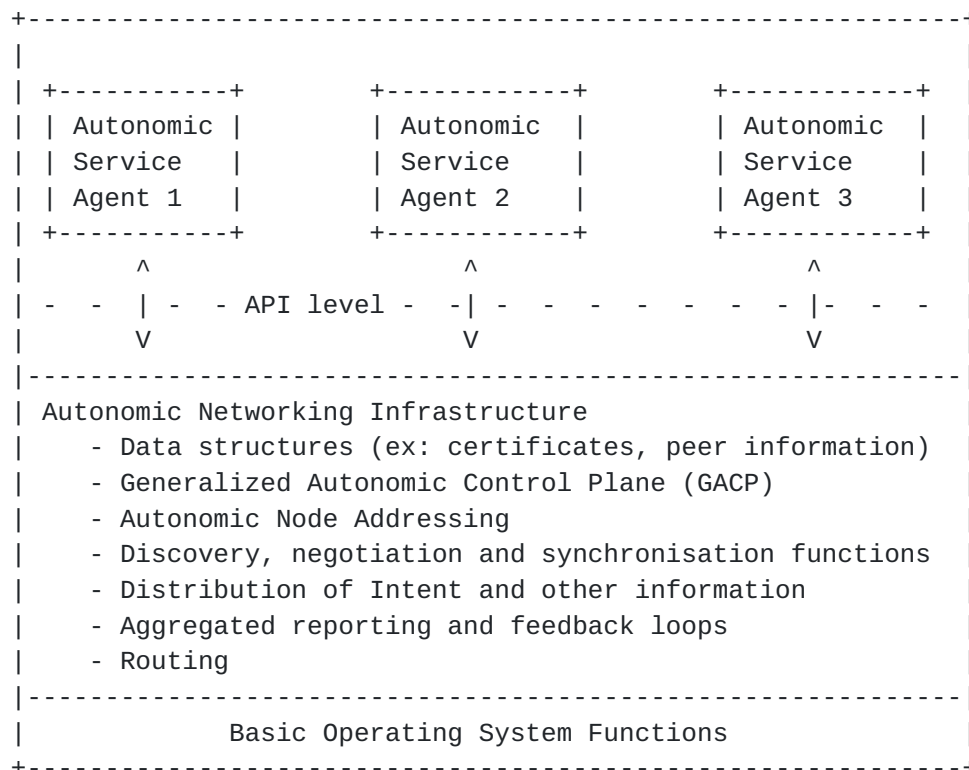 Autonomic Autonomic Autonomic
Service Service Service
Agent 1 Agent 2 Agent 3
API level
Autonomic Networking Infrastructure
- Data structures (ex: certificates, peer information)
- Generalized Autonomic Control Plane (GACP)
- Autonomic Node Addressing
- Discovery, negotiation and synchronisation functions
- Distribution of Intent and other information
- Aggregated reporting and feedback loops
- Routing
Basic Operating System Functions